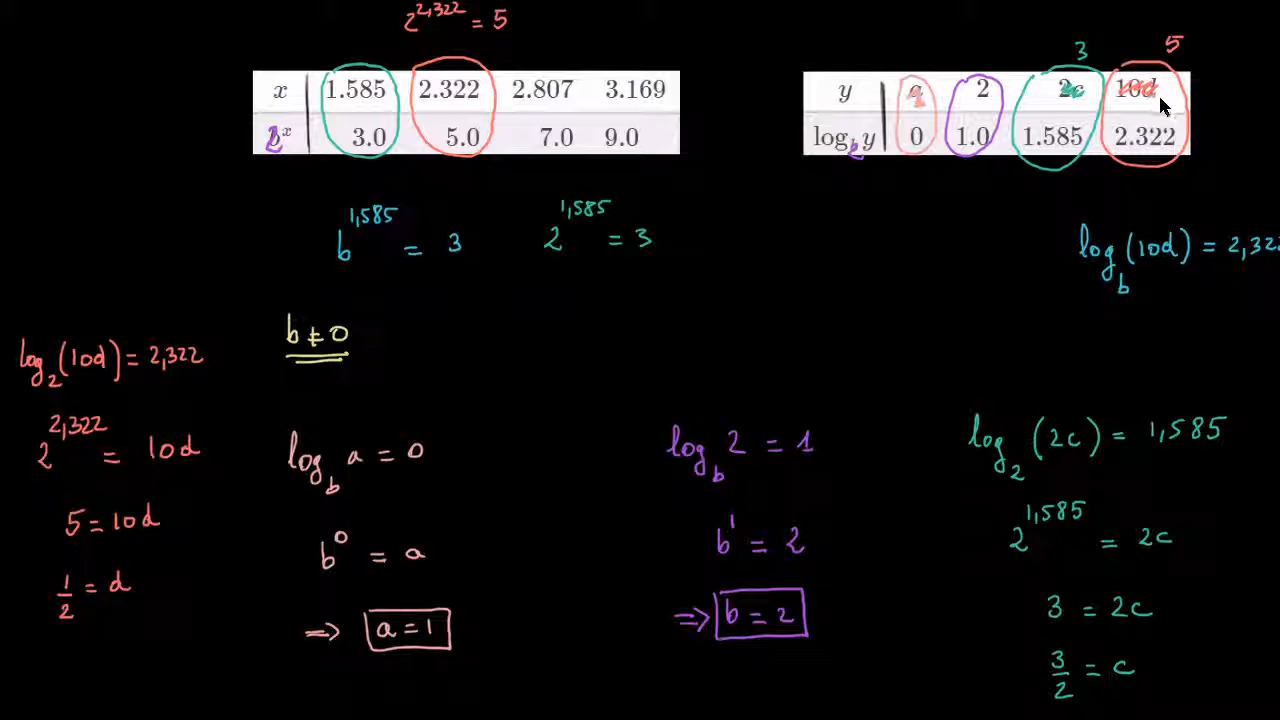 2^2,322 = 5
x 1.585 2.322 2.807 3.169
2^x 3.0 5.0 7.0 9.0
3 5
y a 2 2c 10d
log_2 y 0 1.0 1.585 2.322
b^1,585 = 3
2^1,585 = 3
log_b (10d) = 2,322
b ≠ 0
log_2 (10d) = 2,322
2^2,322 = 10d
5 = 10d
1/2 = d
log_b a = 0
b^0 = a
⇒ a = 1
log_b 2 = 1
b^1 = 2
⇒ b = 2
log_2 (2c) = 1,585
2^1,585 = 2c
3 = 2c
3/2 = c